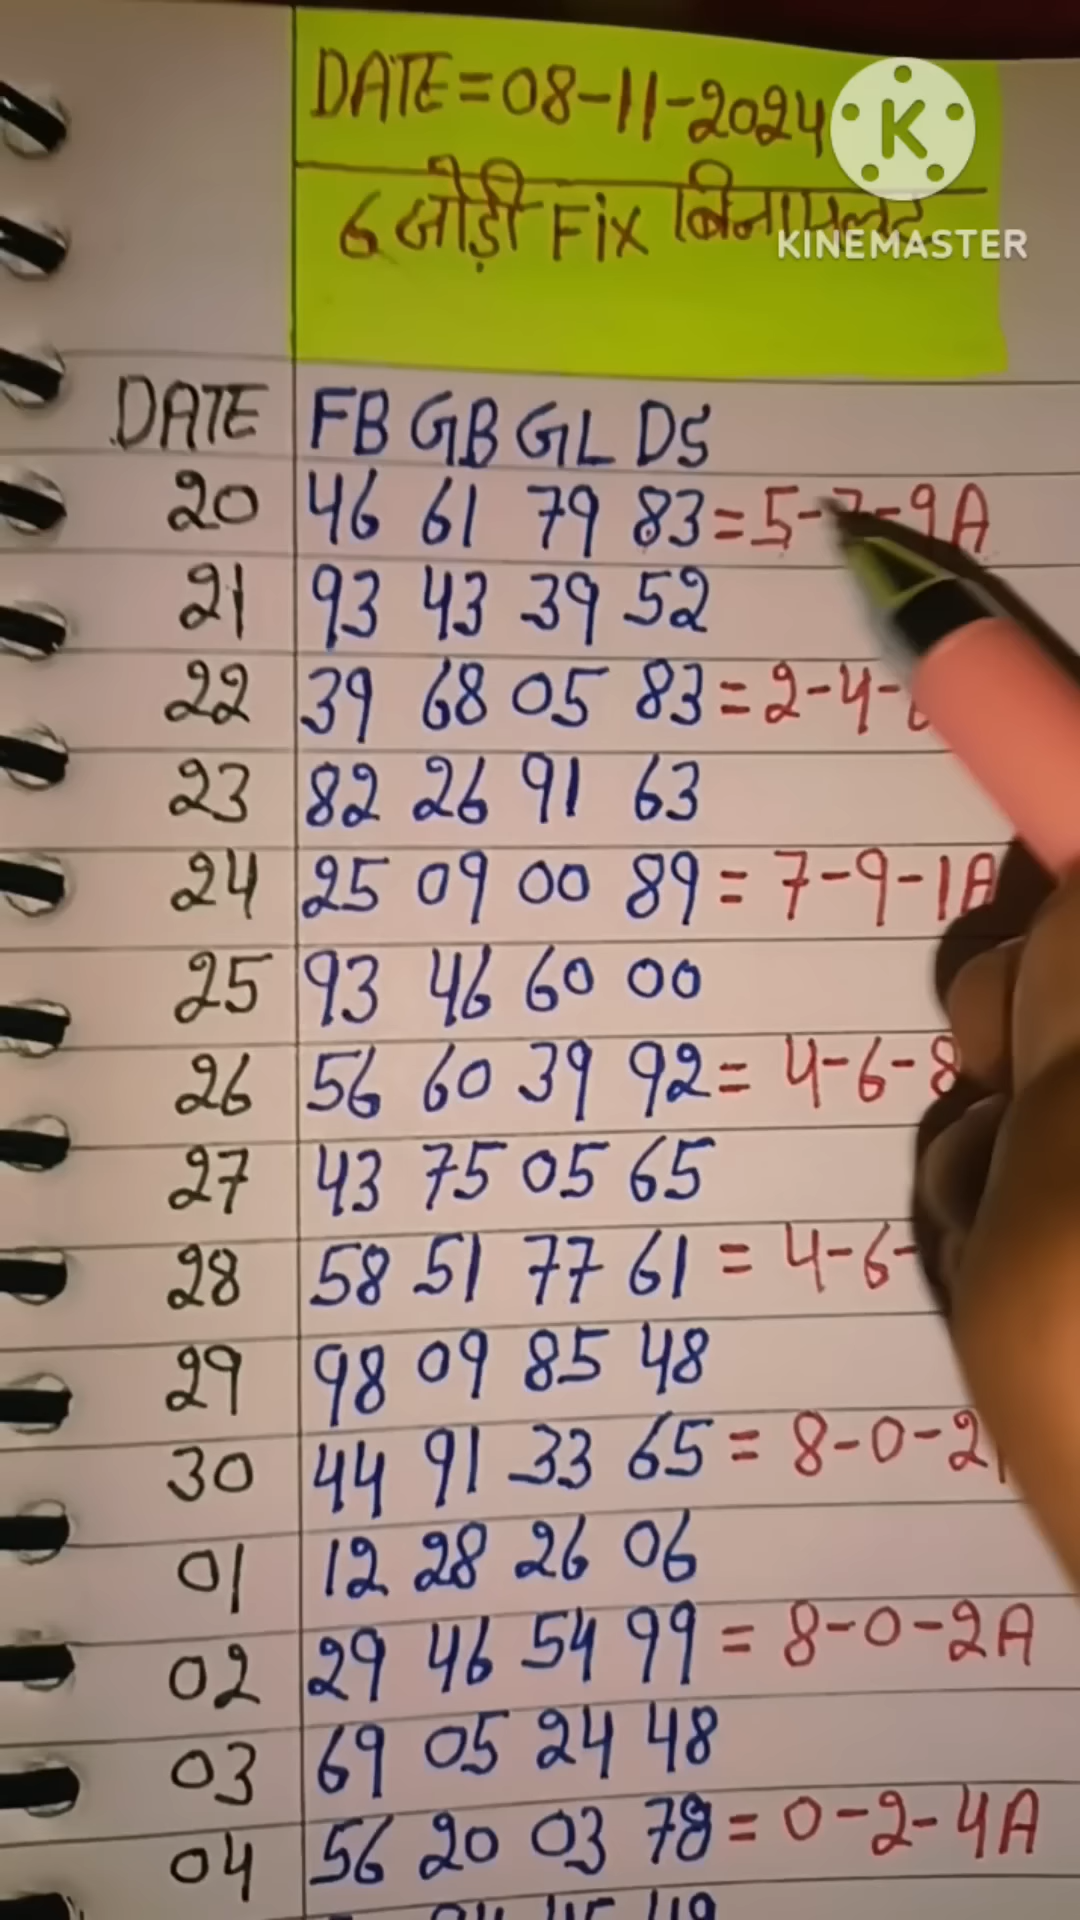 DATE=08-11-2024
K
6 जोड़ी Fix बिना पलट
KINEMASTER
DATE FB GB GL DS
20 46 61 79 83=5-7-9A
21 93 43 39 52
22 39 68 05 83=2-4-
23 82 26 91 63
24 25 09 00 89= 7-9-1A
25 93 46 60 00
26 56 60 39 92= 4-6-8
27 43 75 05 65
28 58 51 77 61 = 4-6-
29 98 09 85 48
30 44 91 33 65 = 8-0-2
01 12 28 26 06
02 29 46 54 99 = 8-0-2A
03 69 05 24 48
04 56 20 03 78= 0-2-4A